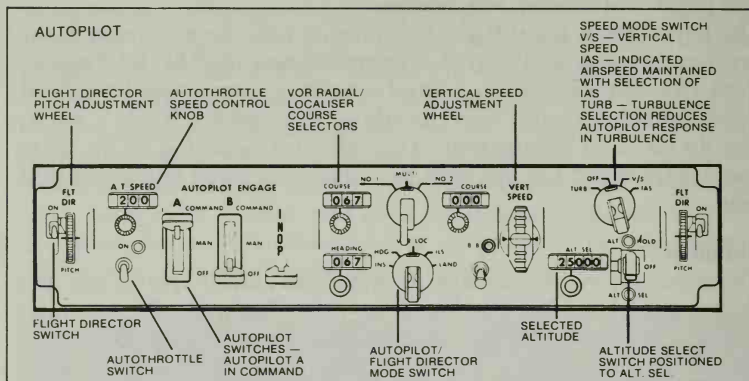 AUTOPILOT
FLIGHT DIRECTOR
PITCH ADJUSTMENT
WHEEL
AUTOTHROTTLE
SPEED CONTROL
KNOB
VOR RADIAL/
LOCALISER
COURSE
SELECTORS
VERTICAL SPEED
ADJUSTMENT
WHEEL
SPEED MODE SWITCH
V/S — VERTICAL
SPEED
IAS — INDICATED
AIRSPEED MAINTAINED
WITH SELECTION OF
IAS
TURB — TURBULENCE
SELECTION REDUCES
AUTOPILOT RESPONSE
IN TURBULENCE
FLT
DIR
ON
PITCH
A T SPEED
200
ON
AUTOPILOT ENGAGE
A
COMMAND
B
COMMAND
MAN
MAN
OFF
OFF
INOP
COURSE
067
NO 1
MULTI
NO 2
COURSE
000
HEADING
067
INS
HDG
LOC
ILS
LAND
B B
VERT
SPEED
TURB
OFF
V/S
IAS
ALT HOLD
OFF
ALT SEL
ALT SEL
25000
FLT
DIR
ON
PITCH
FLIGHT DIRECTOR
SWITCH
AUTOTHROTTLE
SWITCH
AUTOPILOT
SWITCHES —
AUTOPILOT A
IN COMMAND
AUTOPILOT/
FLIGHT DIRECTOR
MODE SWITCH
SELECTED
ALTITUDE
ALTITUDE SELECT
SWITCH POSITIONED
TO ALT. SEL.